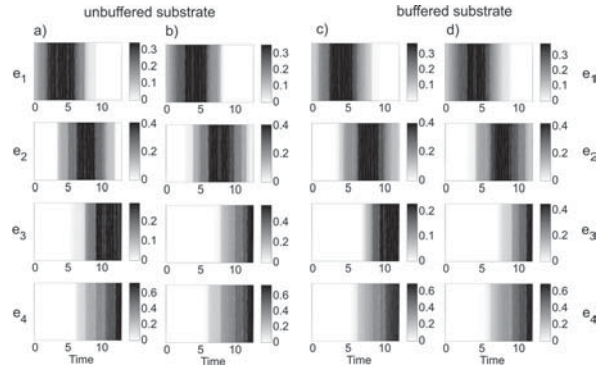 unbuffered substrate buffered substrate
a) b) c) d)
e1 0.3 0.2 0.1 0 0.3 0.2 0.1 0 0.3 0.2 0.1 0 0.3 0.2 0.1 0 e1
0 5 10 0 5 10 0 5 10 0 5 10
e2 0.4 0.2 0 0.4 0.2 0 0.4 0.2 0 0.4 0.2 0 e2
0 5 10 0 5 10 0 5 10 0 5 10
e3 0.2 0.1 0 0.4 0.2 0 0.2 0.1 0 0.4 0.2 0 e3
0 5 10 0 5 10 0 5 10 0 5 10
e4 0.6 0.4 0.2 0 0.6 0.4 0.2 0 0.6 0.4 0.2 0 0.6 0.4 0.2 0 e4
0 5 10 0 5 10 0 5 10 0 5 10
Time Time Time Time